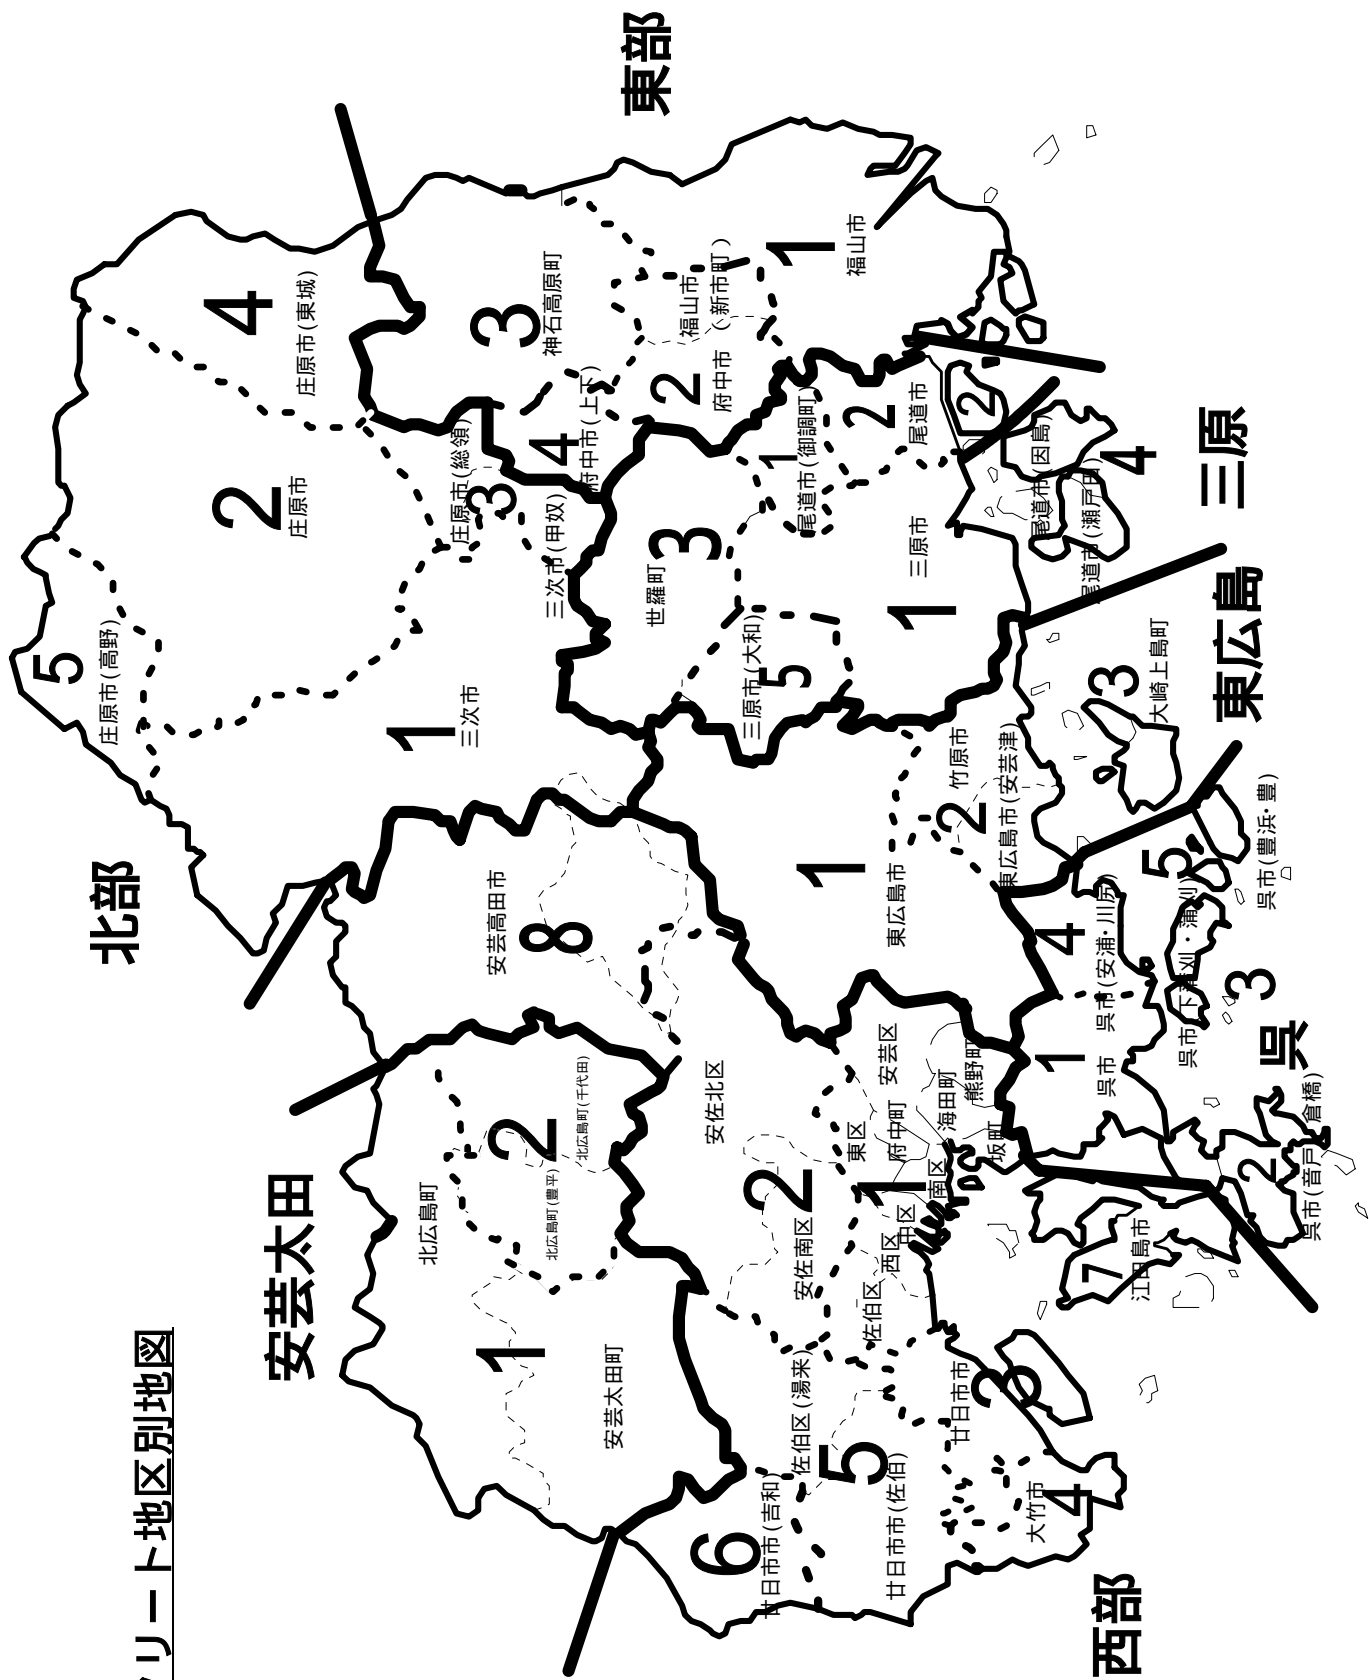 クリート地区別地図
北部
5
庄原市(高野)
2
庄原市
4
庄原市(東城)
1
三次市
庄原市(総領)
3
三次市(甲奴)
東部
3
神石高原町
4
府中市(上下)
福山市
(新市町)
2
府中市
1
福山市
三原
3
世羅町
1
尾道市(御調町)
2
尾道市
2
三原市(大和)
5
1
三原市
尾道市(因島)
4
尾道市(瀬戸田)
東広島
1
東広島市
2
竹原市
東広島市(安芸津)
3
大崎上島町
呉
4
呉市(安浦・川尻)
1
呉市
5
呉市(豊浜・豊)
3
呉市(下蒲刈・蒲刈)
2
呉市(音戸・倉橋)
安芸太田
2
北広島町(千代田)
北広島町(豊平)
北広島町
1
安芸太田町
西部
8
安芸高田市
安佐北区
2
安佐南区
1
東区
安芸区
府中町
海田町
熊野町
坂町
南区
中区
西区
佐伯区
7
江田島市
佐伯区(湯来)
5
廿日市市(佐伯)
6
廿日市市(吉和)
3
廿日市市
4
大竹市